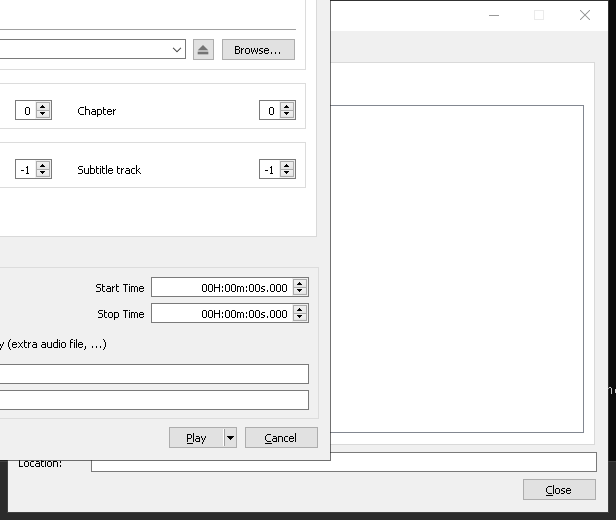 Browse...
0 Chapter 0
-1 Subtitle track -1
Start Time 00H:00m:00s.000
Stop Time 00H:00m:00s.000
(extra audio file, ...)
Play Cancel
Location:
Close